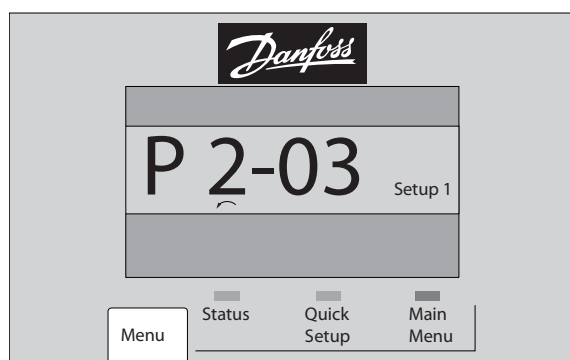 Danfoss
P 2-03
Setup 1
Menu
Status
Quick
Setup
Main
Menu